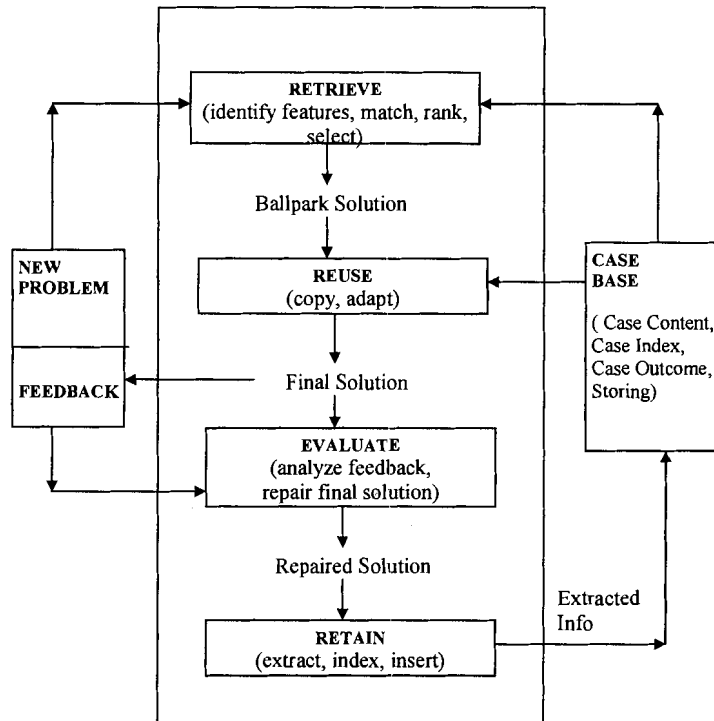 RETRIEVE
(identify features, match, rank,
select)
Ballpark Solution
NEW
PROBLEM
REUSE
(copy, adapt)
CASE
BASE
( Case Content,
Case Index,
Case Outcome,
Storing)
FEEDBACK
Final Solution
EVALUATE
(analyze feedback,
repair final solution)
Repaired Solution
Extracted
Info
RETAIN
(extract, index, insert)